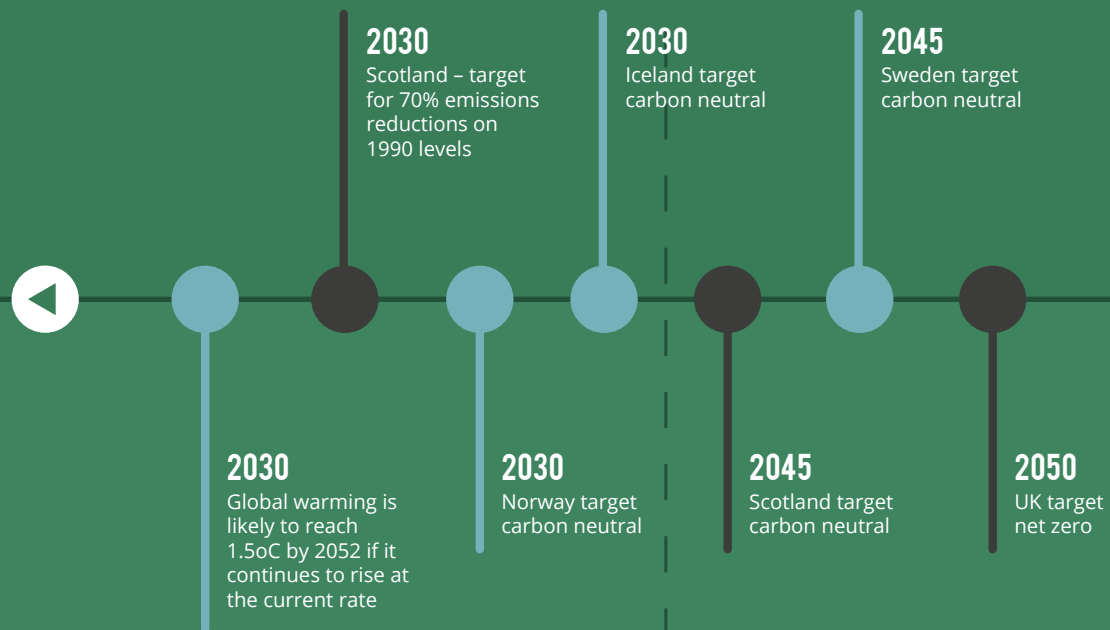 2030
Scotland – target
for 70% emissions
reductions on
1990 levels
2030
Iceland target
carbon neutral
2045
Sweden target
carbon neutral
2030
Global warming is
likely to reach
1.5oC by 2052 if it
continues to rise at
the current rate
2030
Norway target
carbon neutral
2045
Scotland target
carbon neutral
2050
UK target
net zero